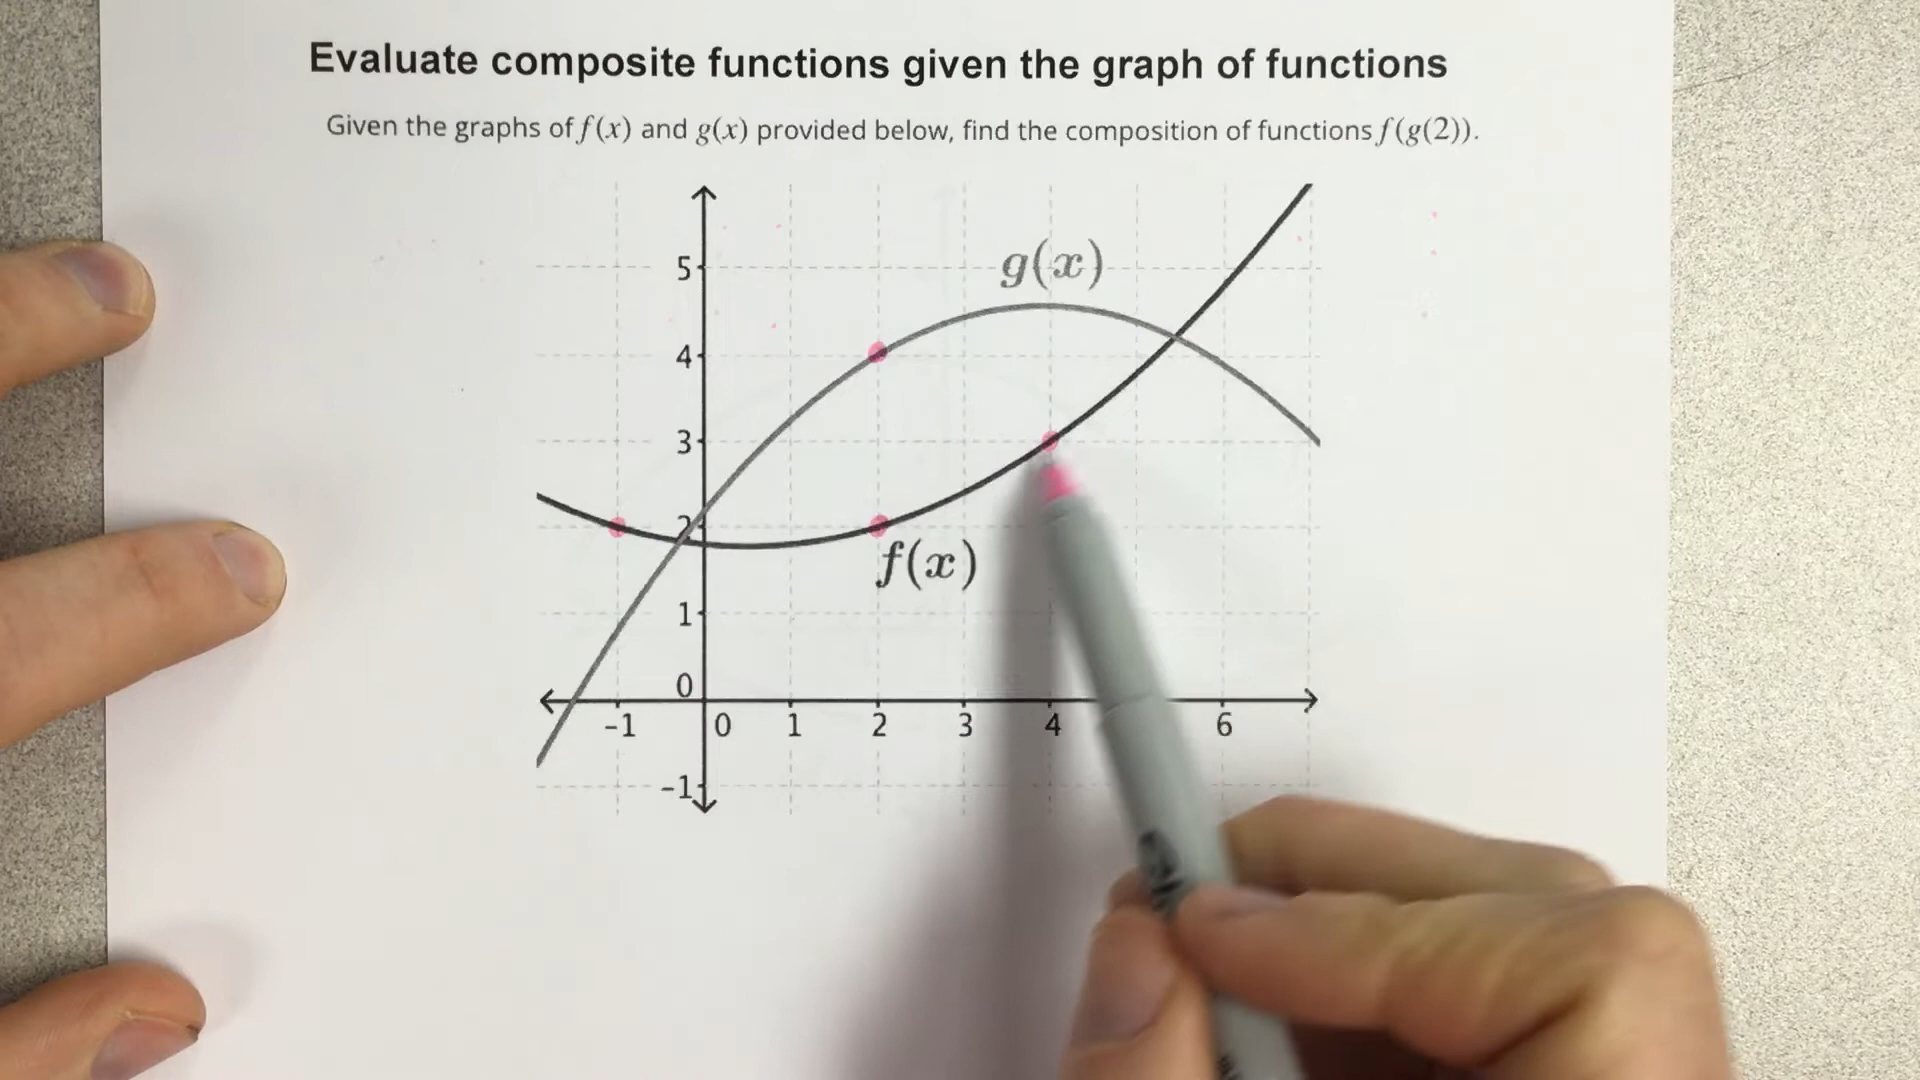 Evaluate composite functions given the graph of functions
Given the graphs of f(x) and g(x) provided below, find the composition of functions f(g(2)).
g(x)
5
4
3
2
f(x)
1
0
-1 0 1 2 3 4 6
-1